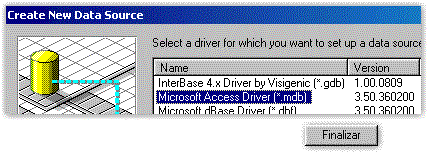 Create New Data Source
Select a driver for which you want to set up a data source
Name Version
InterBase 4.x Driver by Visigenic (*.gdb) 1.00.0809
Microsoft Access Driver (*.mdb) 3.50.360200
Microsoft dBase Driver (*.dbf) 3.50.360200
Finalizar